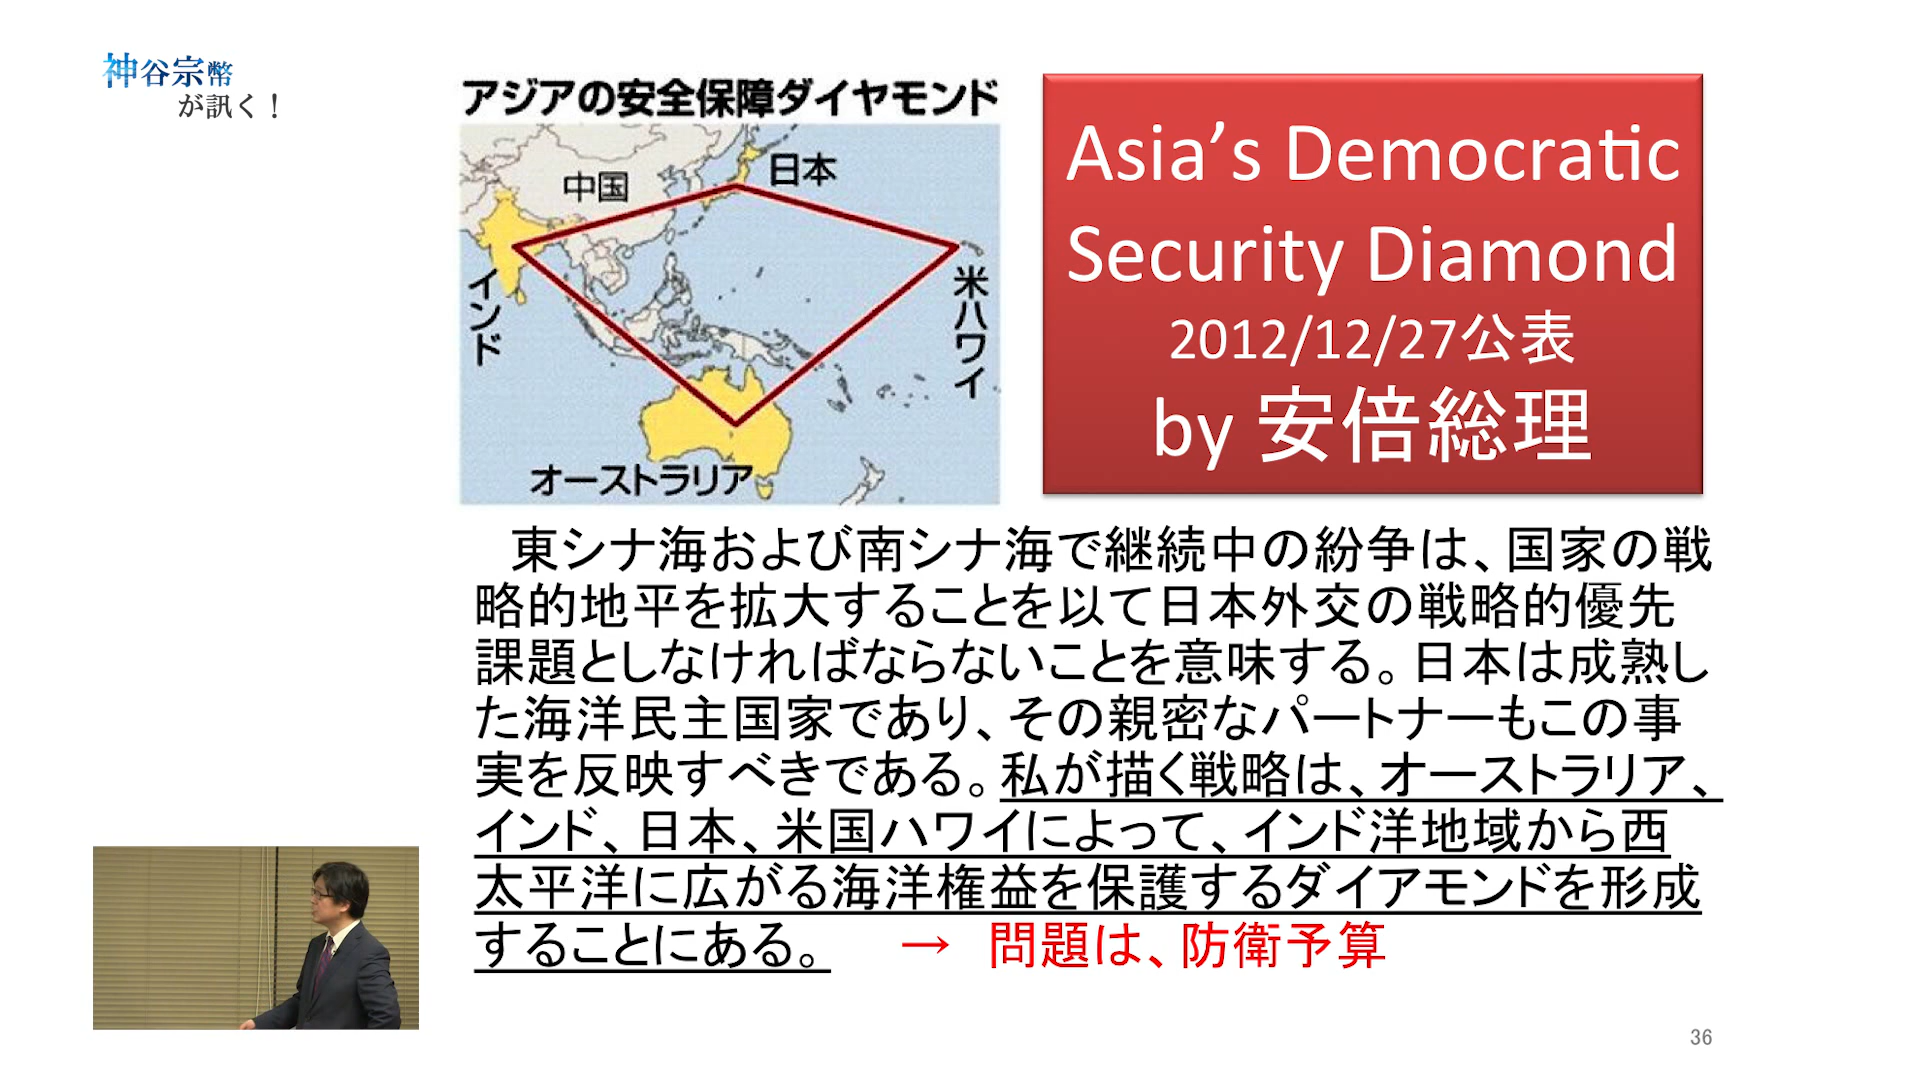 神谷宗幣
が訊く！
アジアの安全保障ダイヤモンド
中国
日本
インド
米ハワイ
オーストラリア
Asia’s Democratic
Security Diamond
2012/12/27公表
by 安倍総理
東シナ海および南シナ海で継続中の紛争は、国家の戦
略的地平を拡大することを以て日本外交の戦略的優先
課題としなければならないことを意味する。日本は成熟し
た海洋民主国家であり、その親密なパートナーもこの事
実を反映すべきである。私が描く戦略は、オーストラリア、
インド、日本、米国ハワイによって、インド洋地域から西
太平洋に広がる海洋権益を保護するダイアモンドを形成
することにある。　→　問題は、防衛予算
36